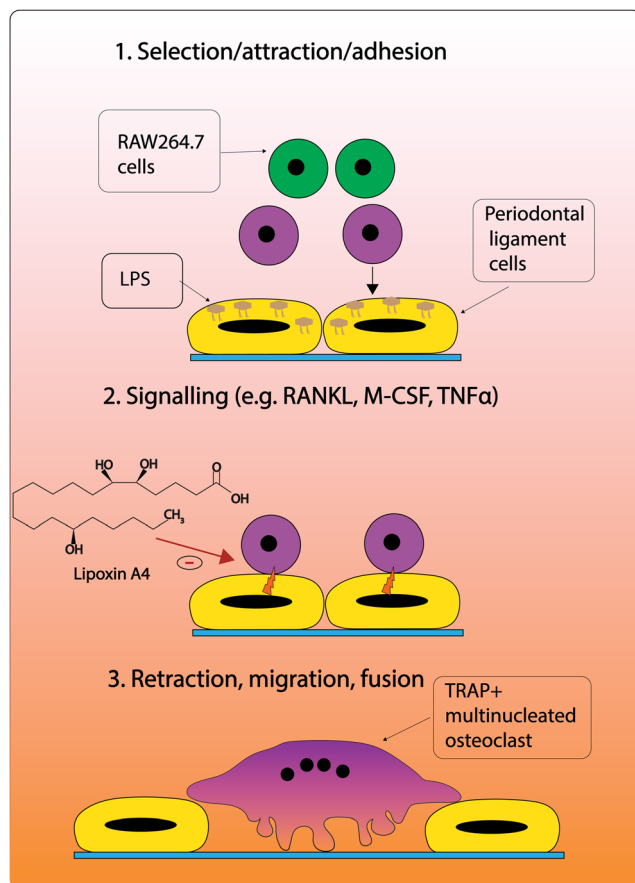 1. Selection/attraction/adhesion
RAW264.7
cells
Periodontal
ligament
cells
LPS
2. Signalling (e.g. RANKL, M-CSF, TNFα)
HO
OH
O
OH
CH3
OH
Lipoxin A4
−
3. Retraction, migration, fusion
TRAP+
multinucleated
osteoclast